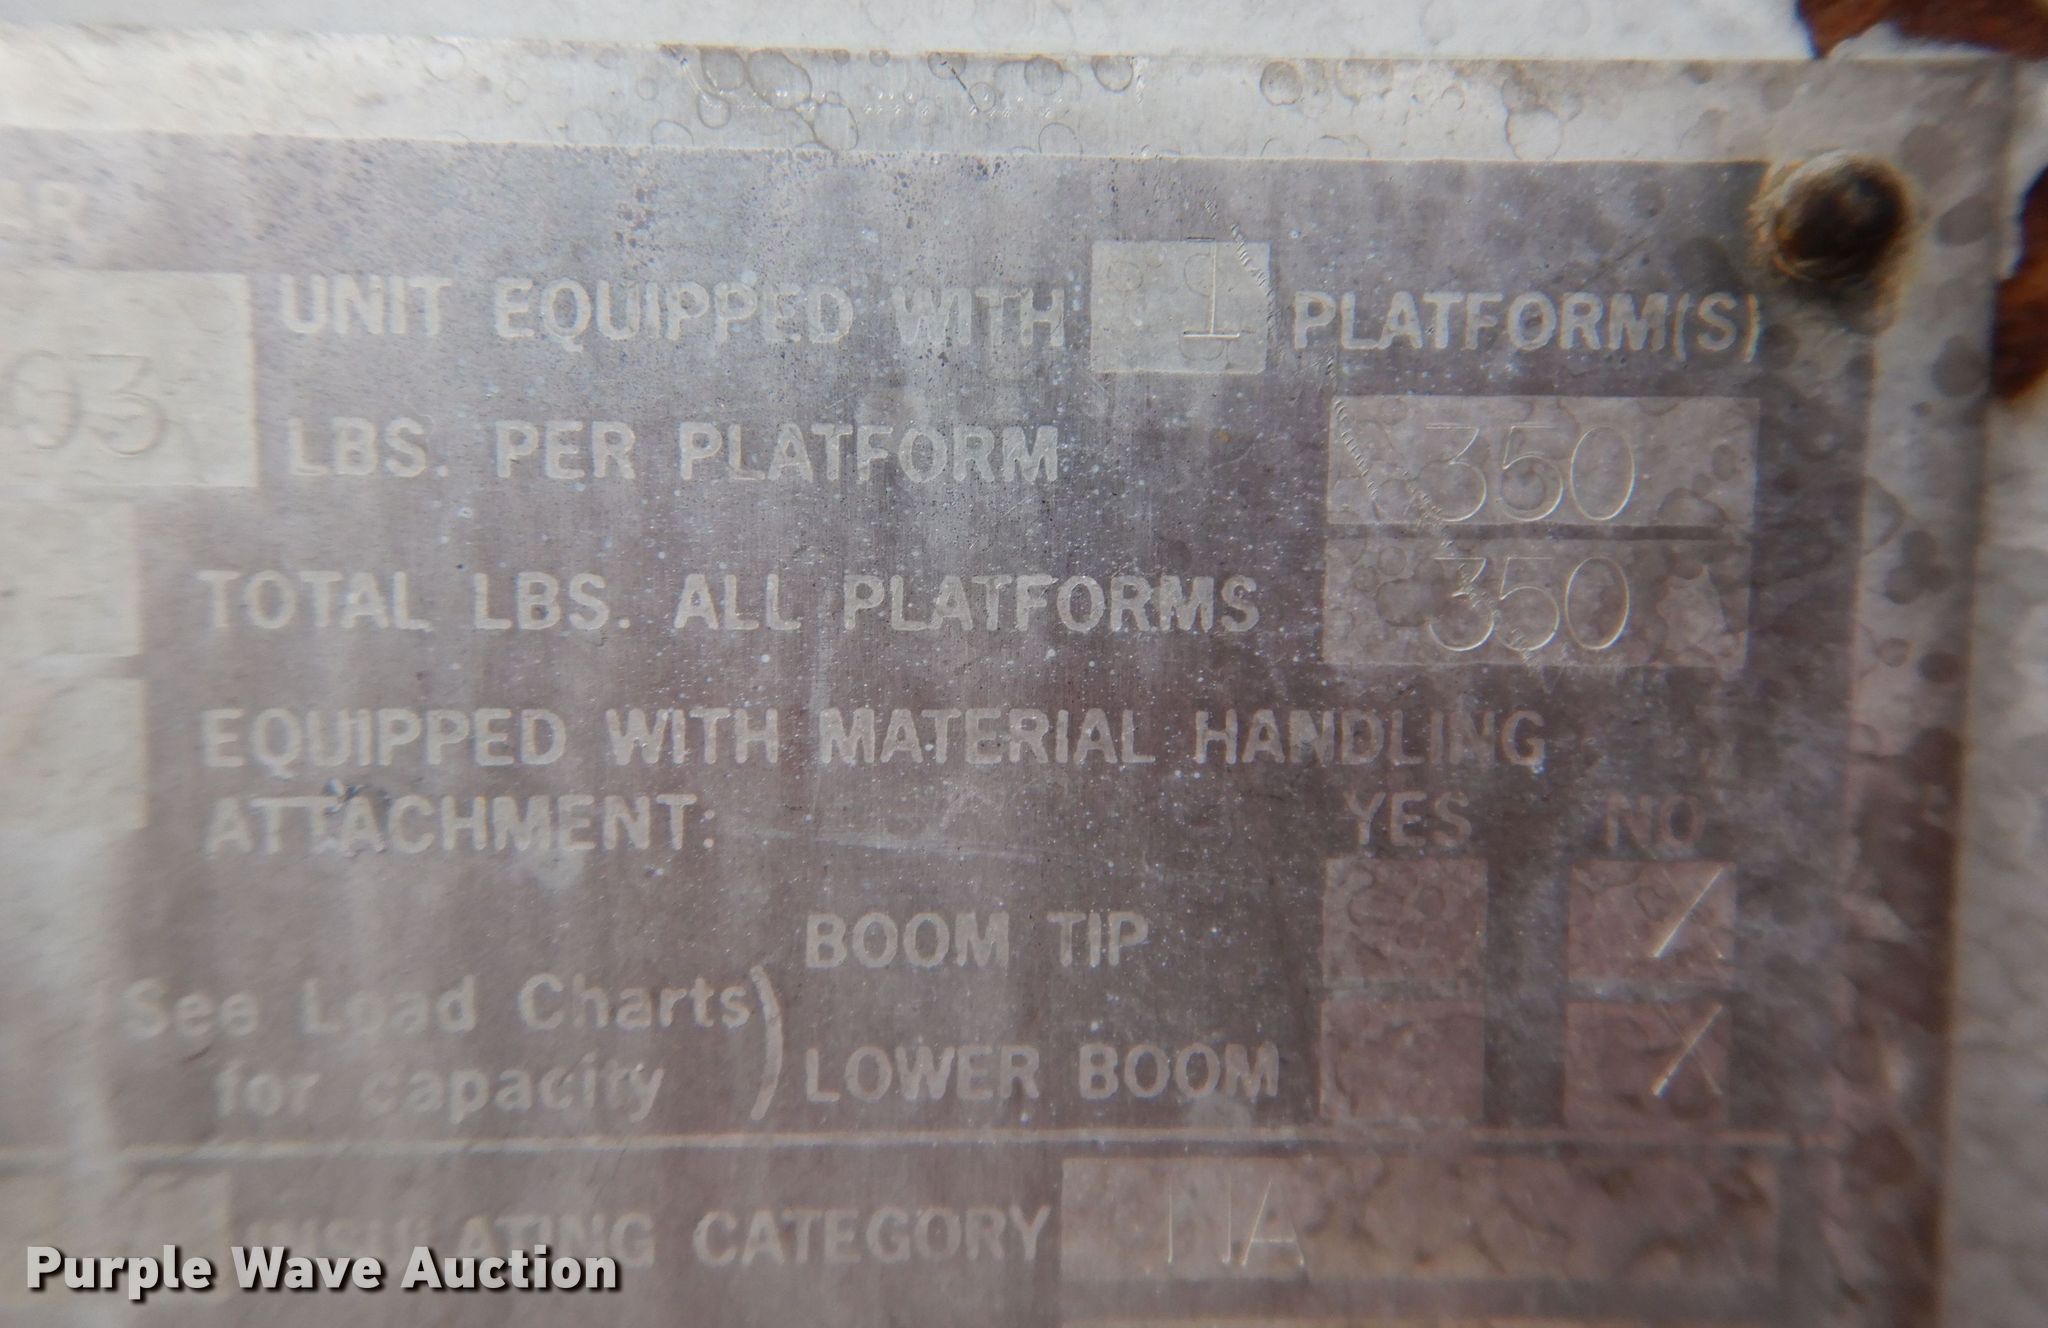 UNIT EQUIPPED WITH 1 PLATFORM(S)
93
LBS. PER PLATFORM 350
TOTAL LBS. ALL PLATFORMS 350
EQUIPPED WITH MATERIAL HANDLING
ATTACHMENT: YES NO
BOOM TIP /
(See Load Charts)
for capacity
LOWER BOOM /
INSULATING CATEGORY NA
Purple Wave Auction